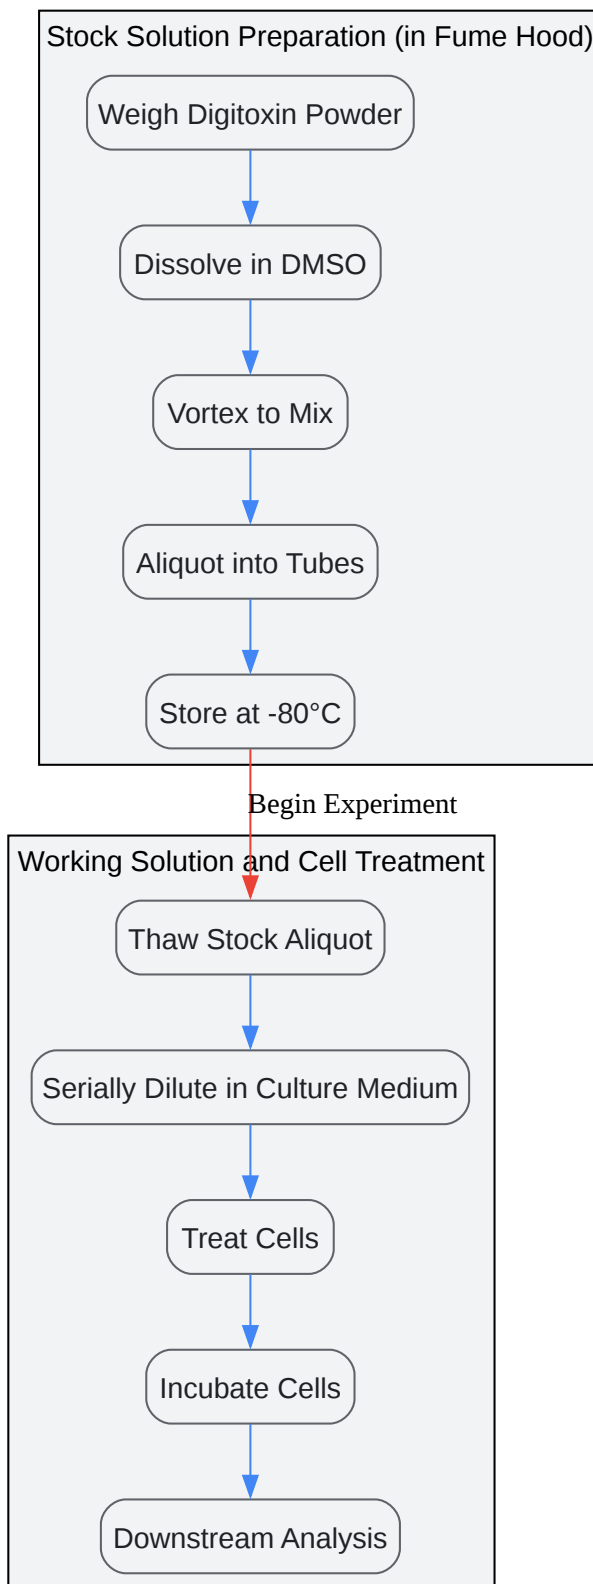 Stock Solution Preparation (in Fume Hood)
Weigh Digitoxin Powder
Dissolve in DMSO
Vortex to Mix
Aliquot into Tubes
Store at -80°C
Begin Experiment
Working Solution and Cell Treatment
Thaw Stock Aliquot
Serially Dilute in Culture Medium
Treat Cells
Incubate Cells
Downstream Analysis